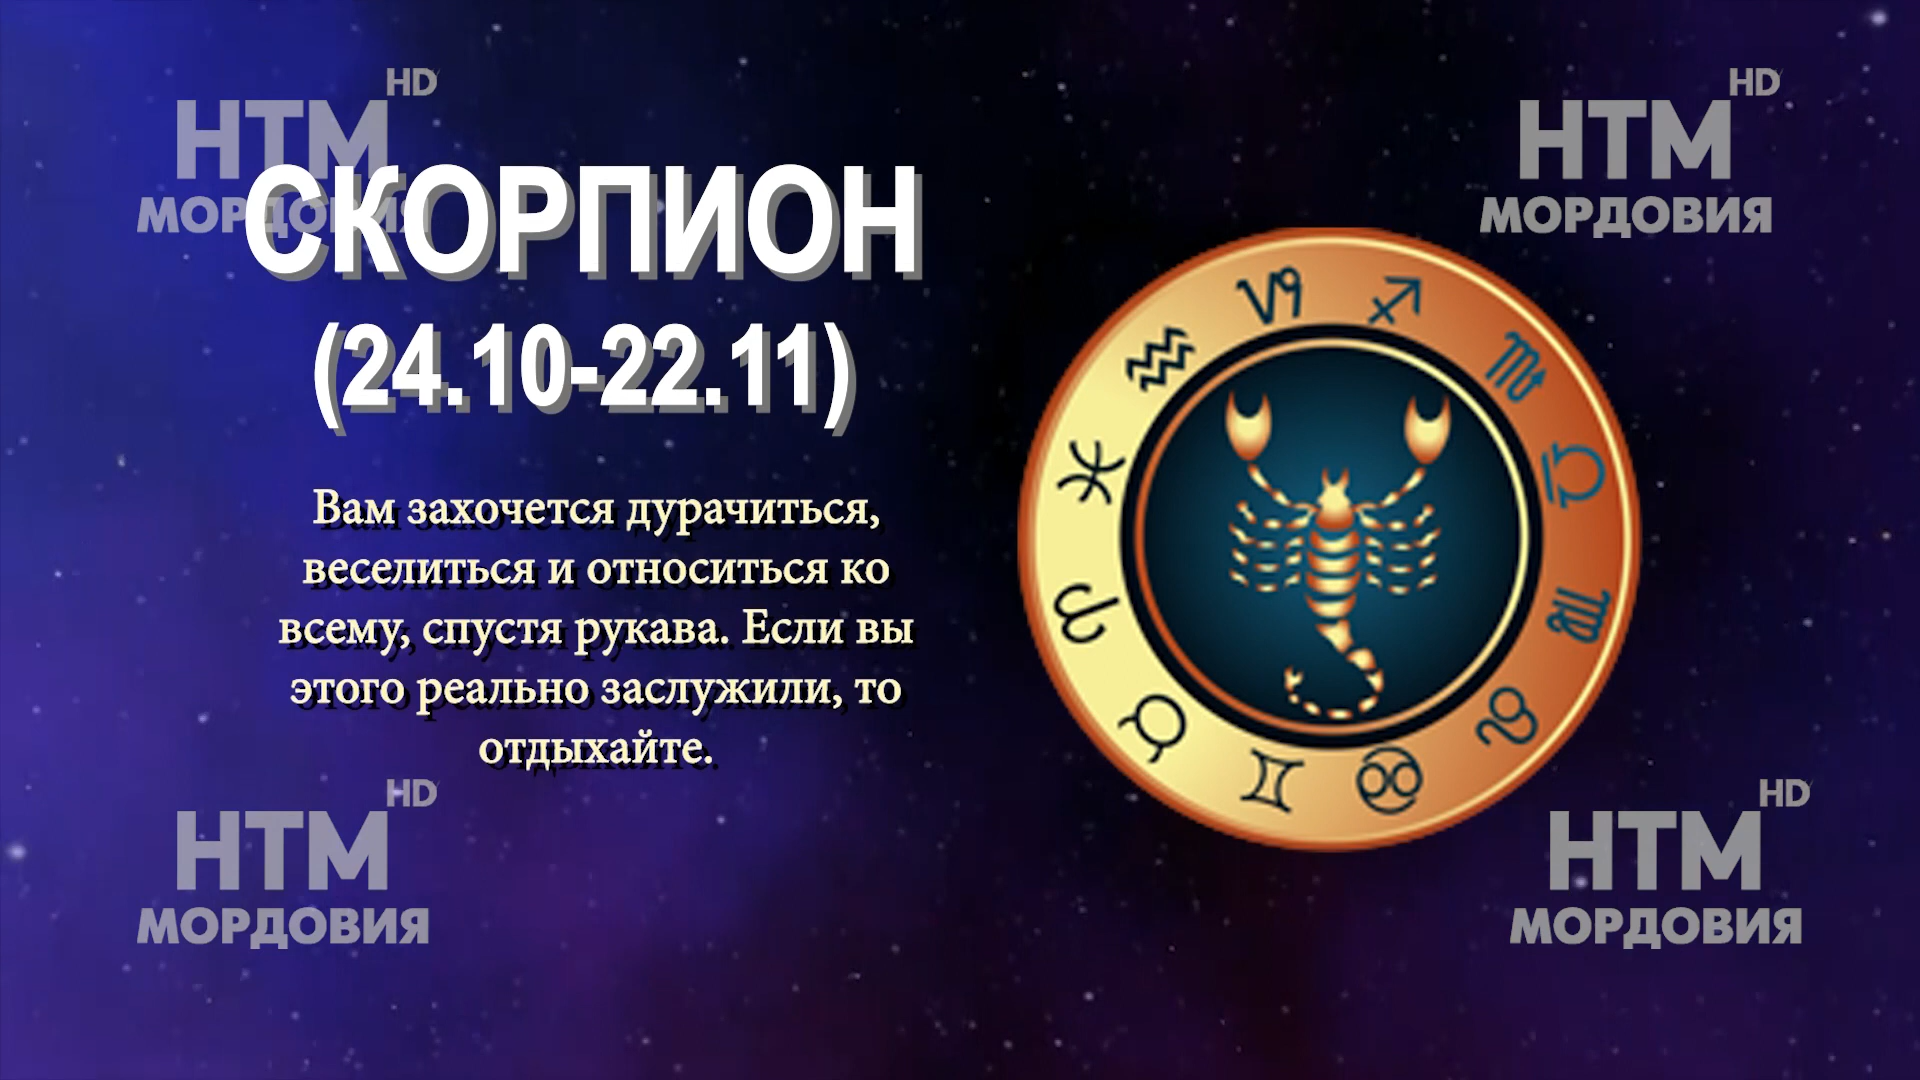 HD
НТМ
МОРДОВИЯ
HD
НТМ
МОРДОВИЯ
СКОРПИОН
(24.10-22.11)
Вам захочется дурачиться,
веселиться и относиться ко
всему, спустя рукава. Если вы
этого реально заслужили, то
отдыхайте.
HD
НТМ
МОРДОВИЯ
HD
НТМ
МОРДОВИЯ